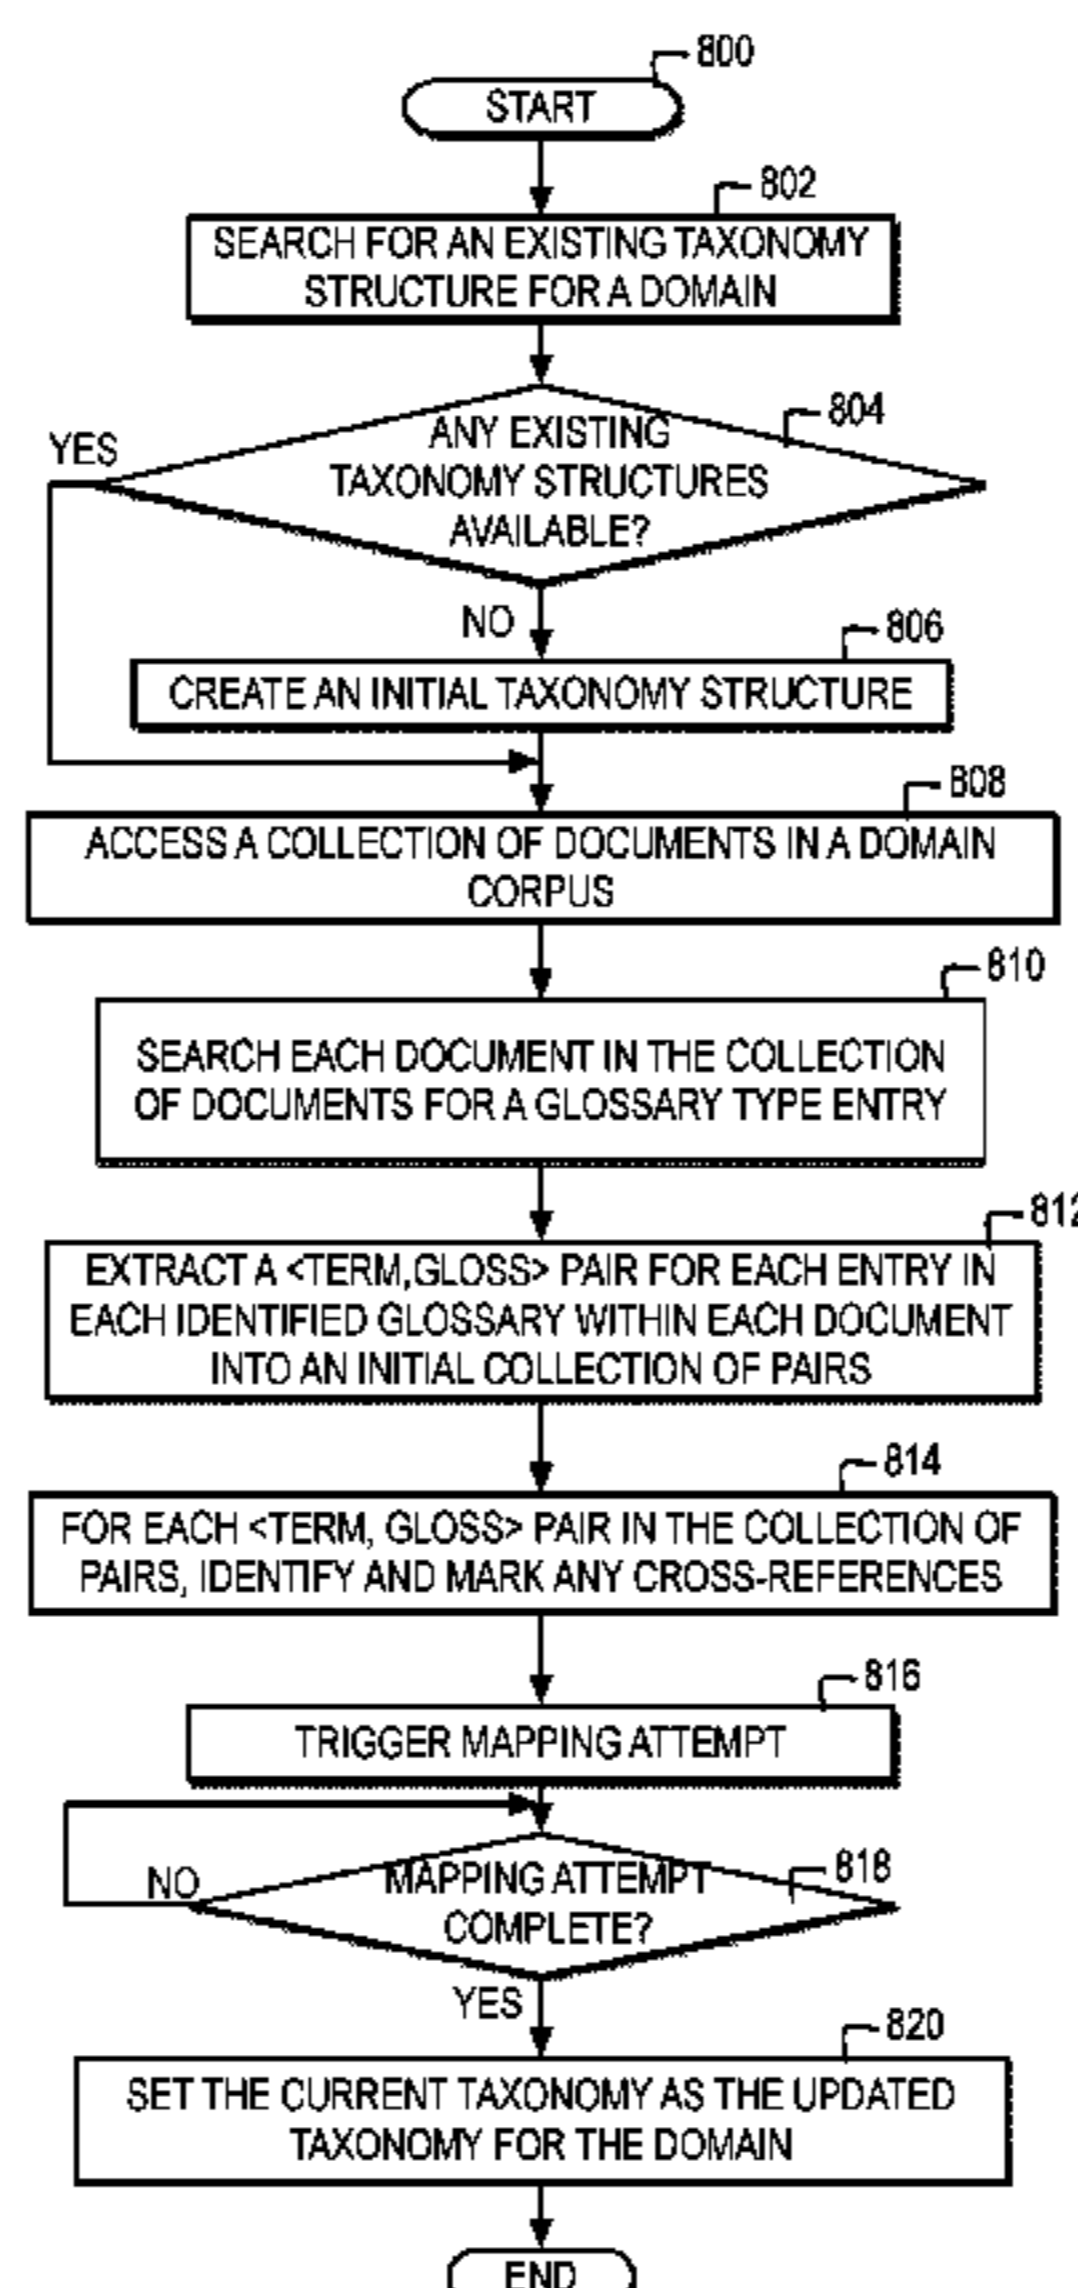 800
START
802
SEARCH FOR AN EXISTING TAXONOMY
STRUCTURE FOR A DOMAIN
804
YES
ANY EXISTING
TAXONOMY STRUCTURES
AVAILABLE?
NO
806
CREATE AN INITIAL TAXONOMY STRUCTURE
808
ACCESS A COLLECTION OF DOCUMENTS IN A DOMAIN
CORPUS
810
SEARCH EACH DOCUMENT IN THE COLLECTION
OF DOCUMENTS FOR A GLOSSARY TYPE ENTRY
812
EXTRACT A <TERM,GLOSS> PAIR FOR EACH ENTRY IN
EACH IDENTIFIED GLOSSARY WITHIN EACH DOCUMENT
INTO AN INITIAL COLLECTION OF PAIRS
814
FOR EACH <TERM, GLOSS> PAIR IN THE COLLECTION OF
PAIRS, IDENTIFY AND MARK ANY CROSS-REFERENCES
816
TRIGGER MAPPING ATTEMPT
818
NO
MAPPING ATTEMPT
COMPLETE?
YES
820
SET THE CURRENT TAXONOMY AS THE UPDATED
TAXONOMY FOR THE DOMAIN
END